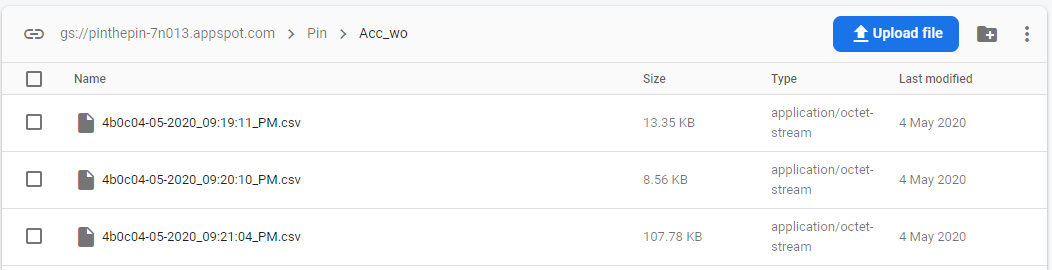 gs://pinthepin-7n013.appspot.com > Pin > Acc_wo Upload file
Name Size Type Last modified
4b0c04-05-2020_09:19:11_PM.csv 13.35 KB application/octet-stream 4 May 2020
4b0c04-05-2020_09:20:10_PM.csv 8.56 KB application/octet-stream 4 May 2020
4b0c04-05-2020_09:21:04_PM.csv 107.78 KB application/octet-stream 4 May 2020